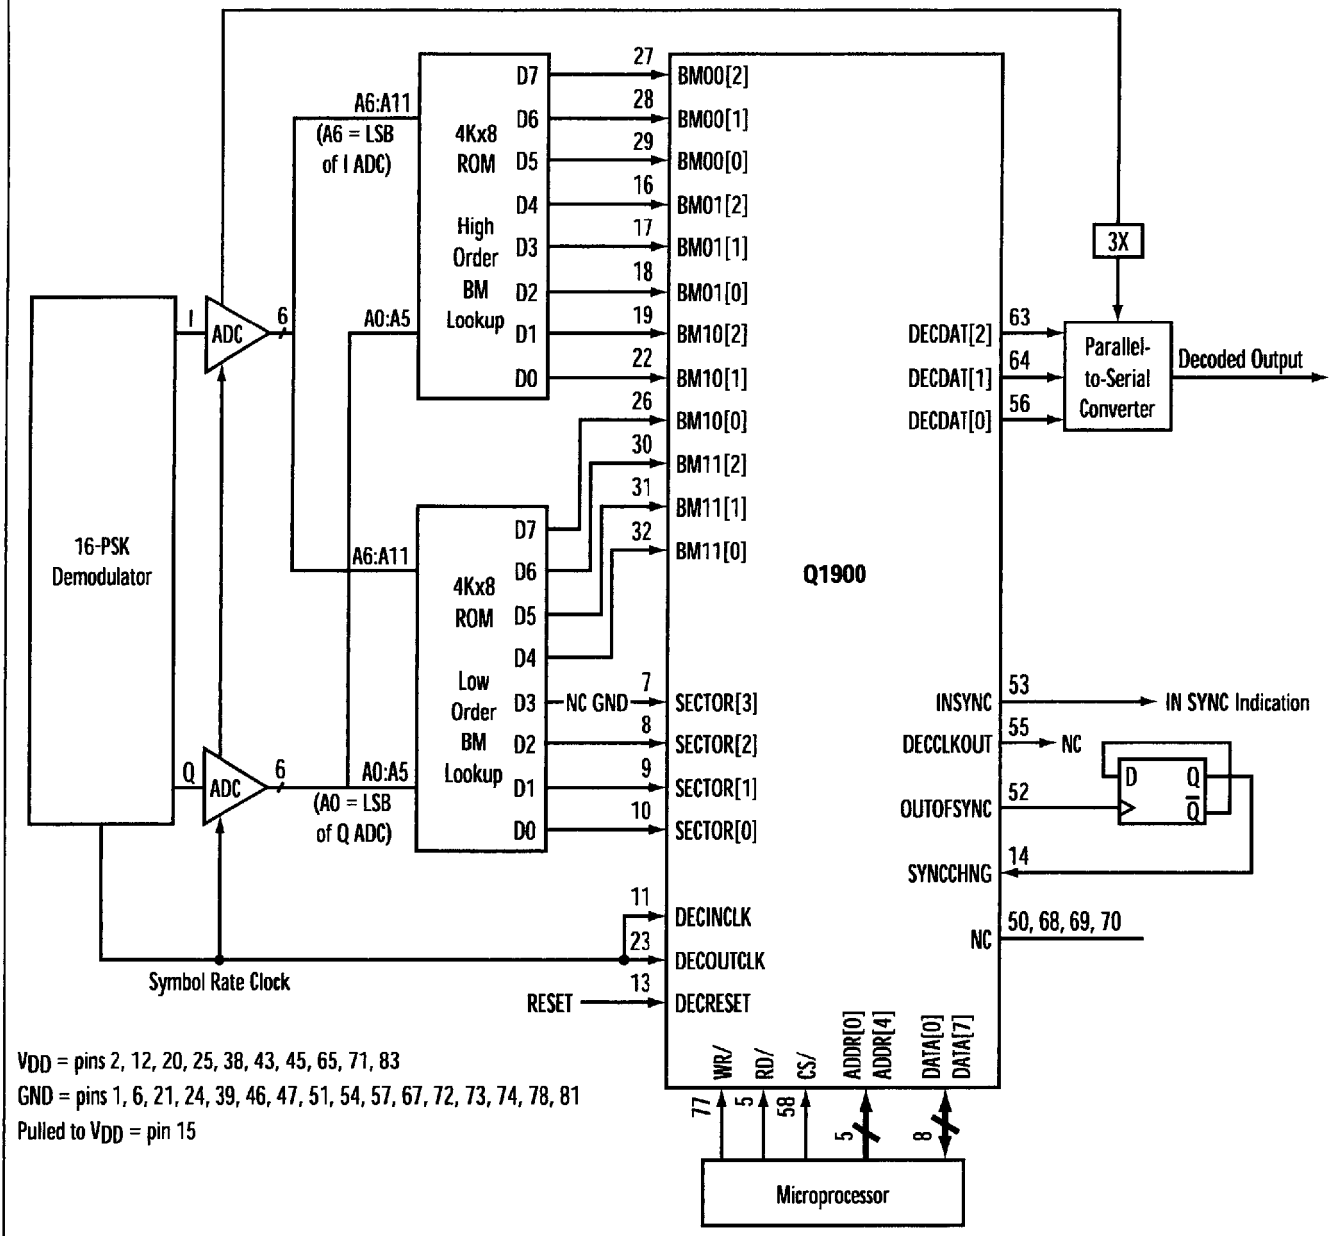 16-PSK
Demodulator
I
ADC
6
Q
ADC
6
A6:A11
(A6 = LSB
of I ADC)
A0:A5
4Kx8
ROM
High
Order
BM
Lookup
D7
D6
D5
D4
D3
D2
D1
D0
A6:A11
A0:A5
(A0 = LSB
of Q ADC)
4Kx8
ROM
Low
Order
BM
Lookup
D7
D6
D5
D4
D3
D2
D1
D0
NC GND
27 BM00[2]
28 BM00[1]
29 BM00[0]
16 BM01[2]
17 BM01[1]
18 BM01[0]
19 BM10[2]
22 BM10[1]
26 BM10[0]
30 BM11[2]
31 BM11[1]
32 BM11[0]
7 SECTOR[3]
8 SECTOR[2]
9 SECTOR[1]
10 SECTOR[0]
11 DECINCLK
23 DECOUTCLK
Symbol Rate Clock
RESET 13 DECRESET
Q1900
3X
DECDAT[2] 63
DECDAT[1] 64
DECDAT[0] 56
Parallel-
to-Serial
Converter
Decoded Output
INSYNC 53 IN SYNC Indication
DECCLKOUT 55 NC
OUTOFSYNC 52
D Q
Q
SYNCCHNG 14
NC 50, 68, 69, 70
WR/
RD/
CS/
ADDR[0]
ADDR[4]
DATA[0]
DATA[7]
77
5
58
5
8
Microprocessor
VDD = pins 2, 12, 20, 25, 38, 43, 45, 65, 71, 83
GND = pins 1, 6, 21, 24, 39, 46, 47, 51, 54, 57, 67, 72, 73, 74, 78, 81
Pulled to VDD = pin 15